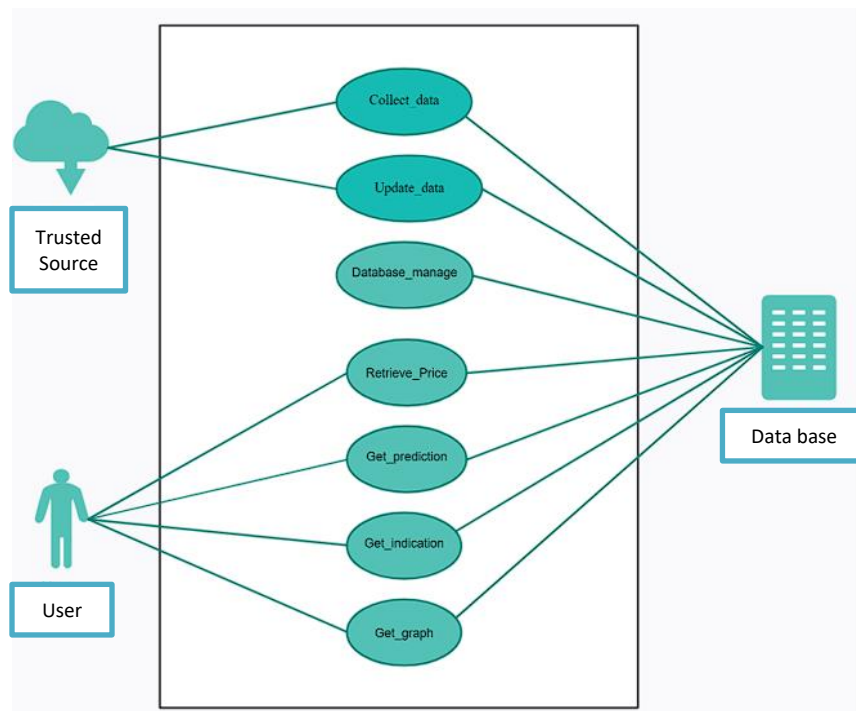 Collect_data
Update_data
Trusted
Source
Database_manage
Retrieve_Price
Data base
Get_prediction
Get_indication
User
Get_graph